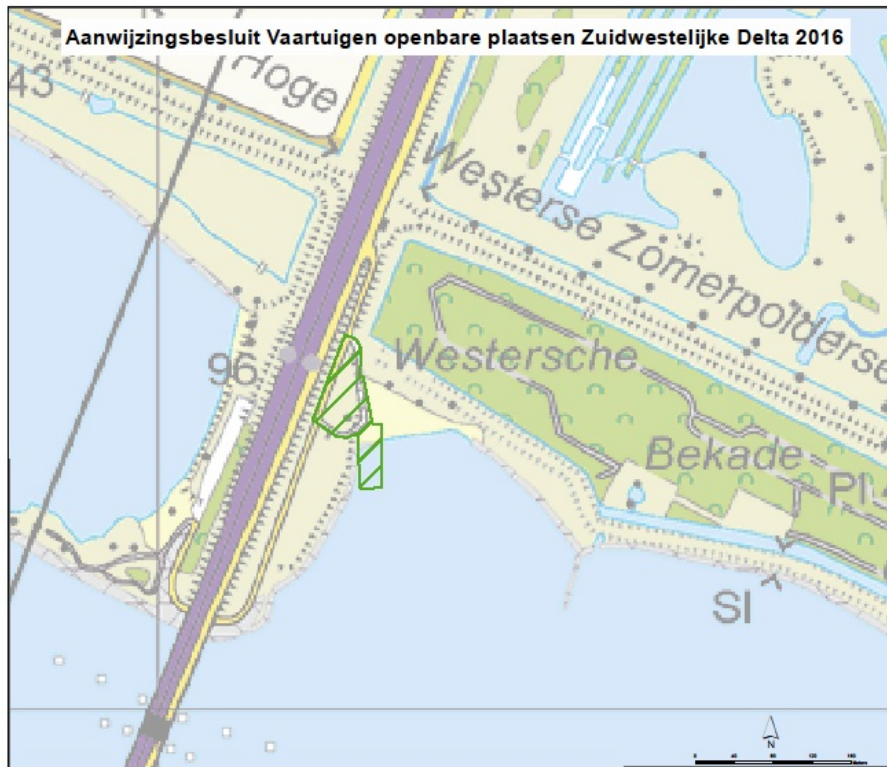 Aanwijzingsbesluit Vaartuigen openbare plaatsen Zuidwestelijke Delta 2016
Hoge
43
Westerse Zomerpolderse
96
Westersche
Bekade
Pl
Sl
N